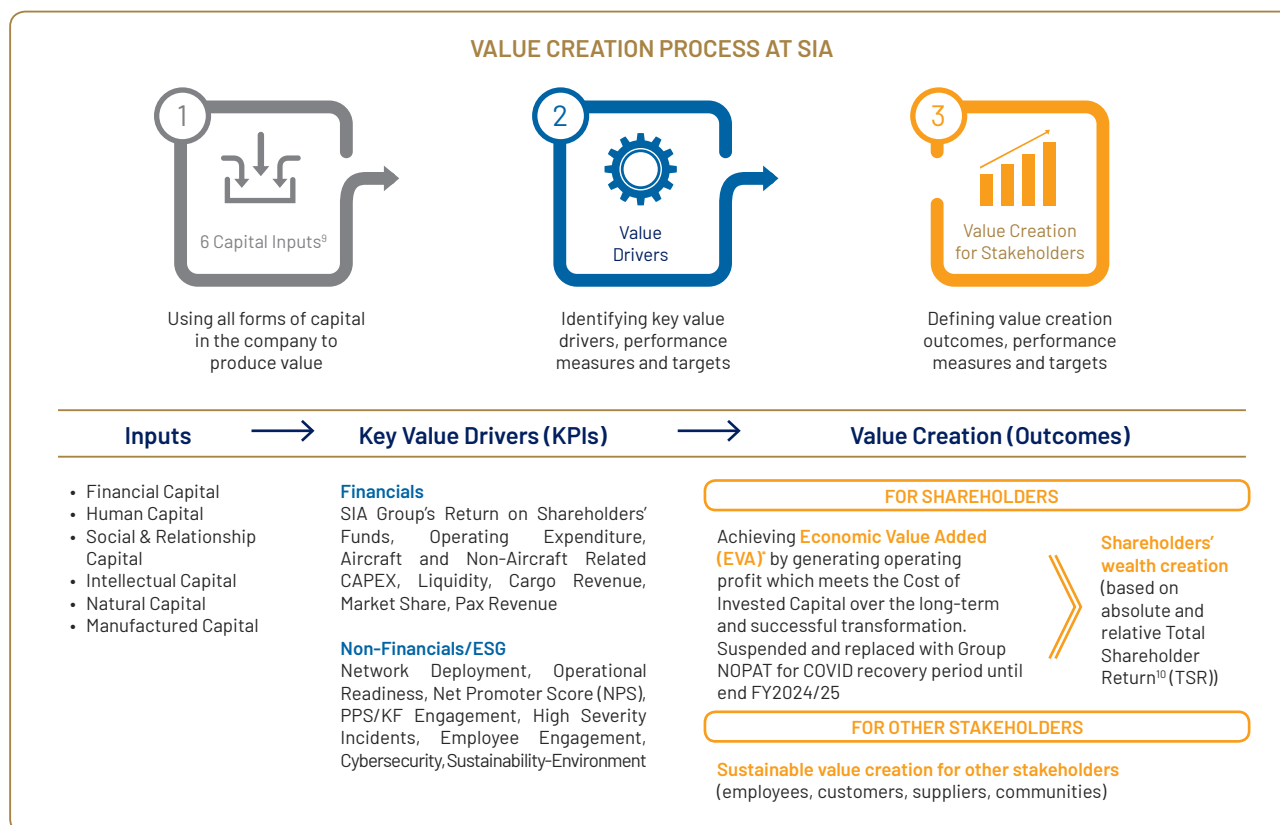 VALUE CREATION PROCESS AT SIA
1
6 Capital Inputs⁹
Using all forms of capital
in the company to
produce value
2
Value
Drivers
Identifying key value
drivers, performance
measures and targets
3
Value Creation
for Stakeholders
Defining value creation
outcomes, performance
measures and targets
Inputs
Key Value Drivers (KPIs)
Value Creation (Outcomes)
• Financial Capital
• Human Capital
• Social & Relationship
Capital
• Intellectual Capital
• Natural Capital
• Manufactured Capital
Financials
SIA Group's Return on Shareholders'
Funds, Operating Expenditure,
Aircraft and Non-Aircraft Related
CAPEX, Liquidity, Cargo Revenue,
Market Share, Pax Revenue
Non-Financials/ESG
Network Deployment, Operational
Readiness, Net Promoter Score (NPS),
PPS/KF Engagement, High Severity
Incidents, Employee Engagement,
Cybersecurity, Sustainability-Environment
FOR SHAREHOLDERS
Achieving Economic Value Added
(EVA)* by generating operating
profit which meets the Cost of
Invested Capital over the long-term
and successful transformation.
Suspended and replaced with Group
NOPAT for COVID recovery period until
end FY2024/25
Shareholders'
wealth creation
(based on
absolute and
relative Total
Shareholder
Return¹⁰ (TSR))
FOR OTHER STAKEHOLDERS
Sustainable value creation for other stakeholders
(employees, customers, suppliers, communities)